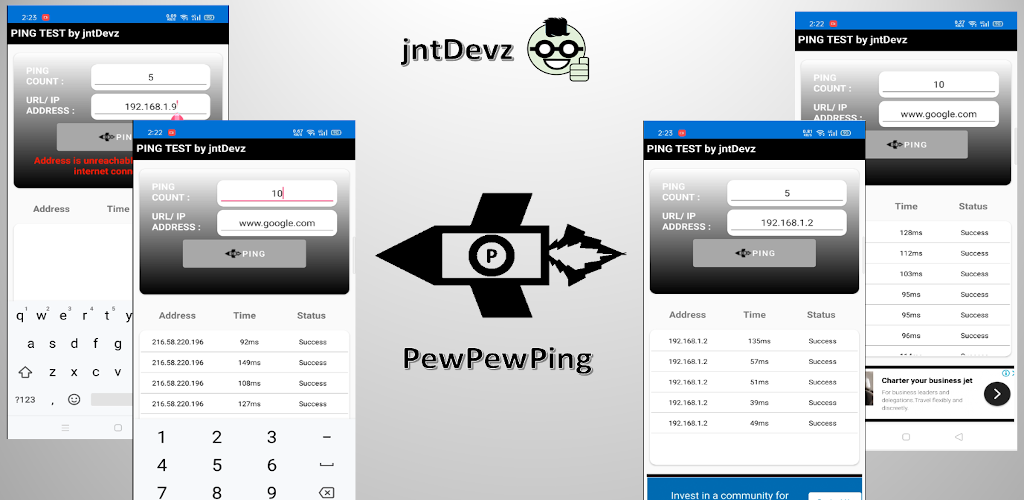 2:23
PING TEST by jntDevz
PING COUNT :
5
URL/ IP ADDRESS :
192.168.1.9
PIN
Address is unreachab
internet conn
Address Time
q w e r t y
a s d f g
z x c v
?123 ,
2:22
PING TEST by jntDevz
PING COUNT :
10
URL/ IP ADDRESS :
www.google.com
PING
Address Time Status
216.58.220.196 92ms Success
216.58.220.196 149ms Success
216.58.220.196 108ms Success
216.58.220.196 127ms Success
1 2 3 –
4 5 6
7 8 9
jntDevz
P
PewPewPing
2:23
PING TEST by jntDevz
PING COUNT :
5
URL/ IP ADDRESS :
192.168.1.2
PING
Address Time Status
192.168.1.2 135ms Success
192.168.1.2 57ms Success
192.168.1.2 51ms Success
192.168.1.2 39ms Success
192.168.1.2 49ms Success
Invest in a community for
2:22
PING TEST by jntDevz
PING COUNT :
10
URL/ IP ADDRESS :
www.google.com
PING
Time Status
128ms Success
112ms Success
103ms Success
95ms Success
95ms Success
96ms Success
Charter your business jet
For business leaders and
delegations. Travel flexibly and
discreetly.